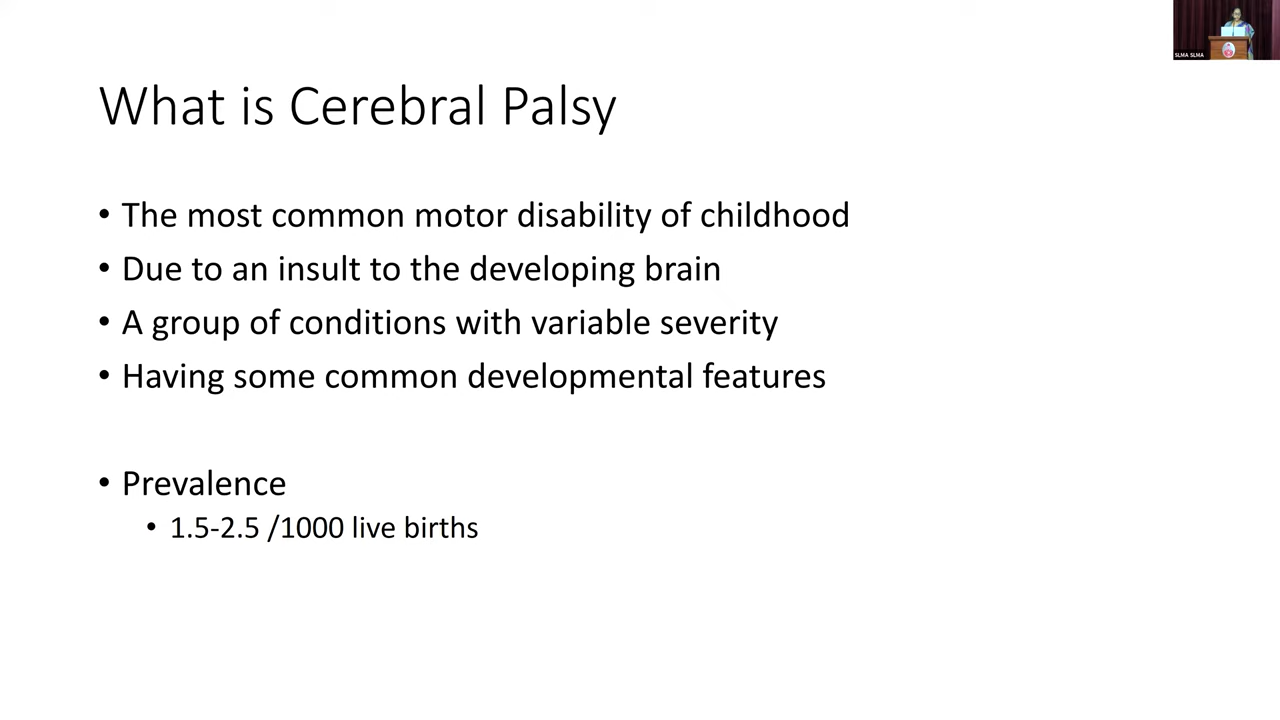 SLMA SLMA
What is Cerebral Palsy
• The most common motor disability of childhood
• Due to an insult to the developing brain
• A group of conditions with variable severity
• Having some common developmental features
• Prevalence
• 1.5-2.5 /1000 live births